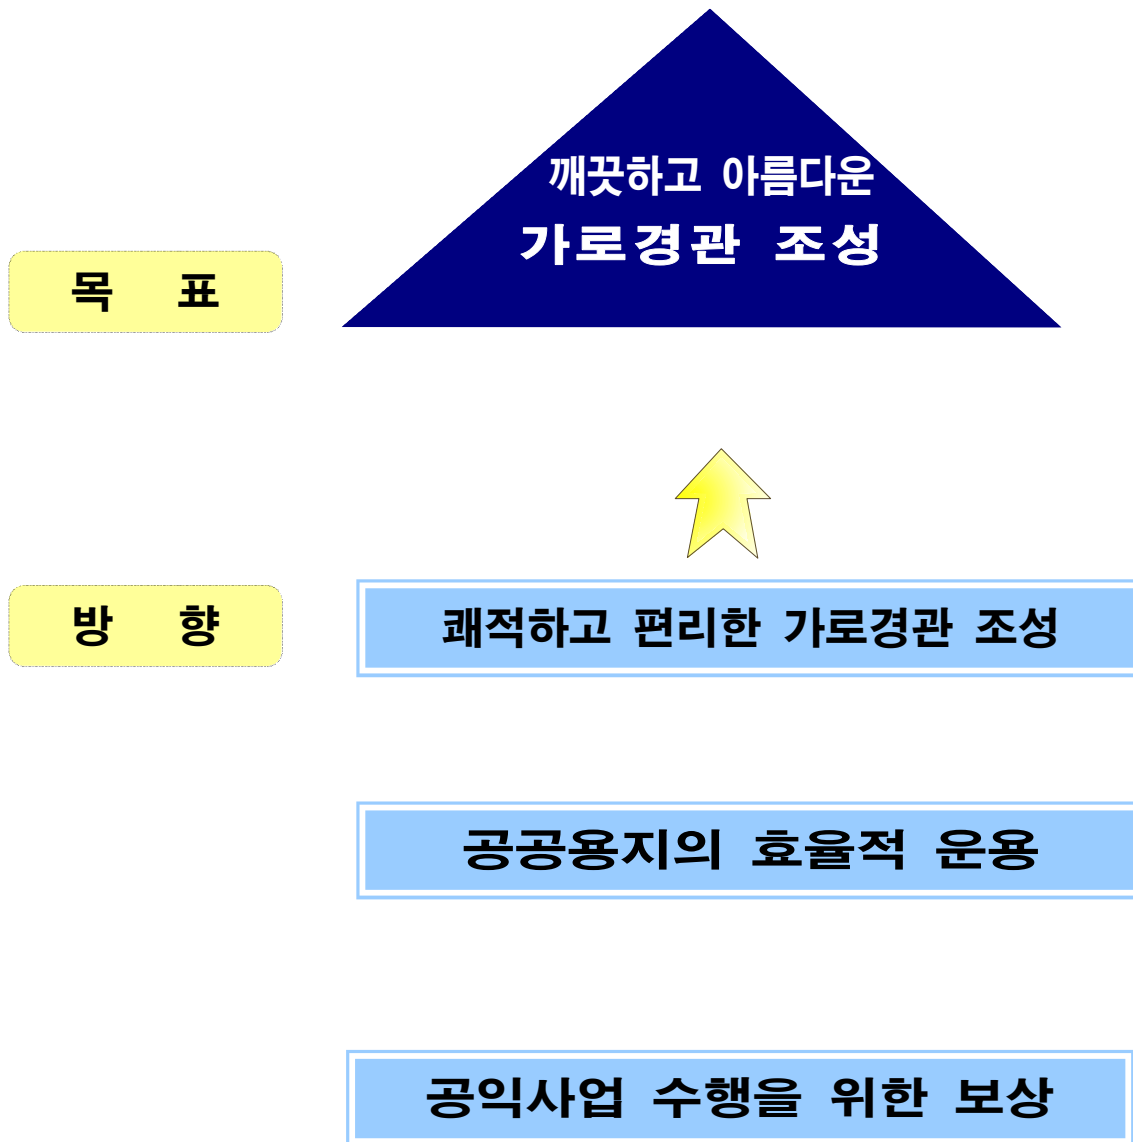 깨끗하고 아름다운
가로경관 조성
목 표
방 향
쾌적하고 편리한 가로경관 조성
공공용지의 효율적 운용
공익사업 수행을 위한 보상